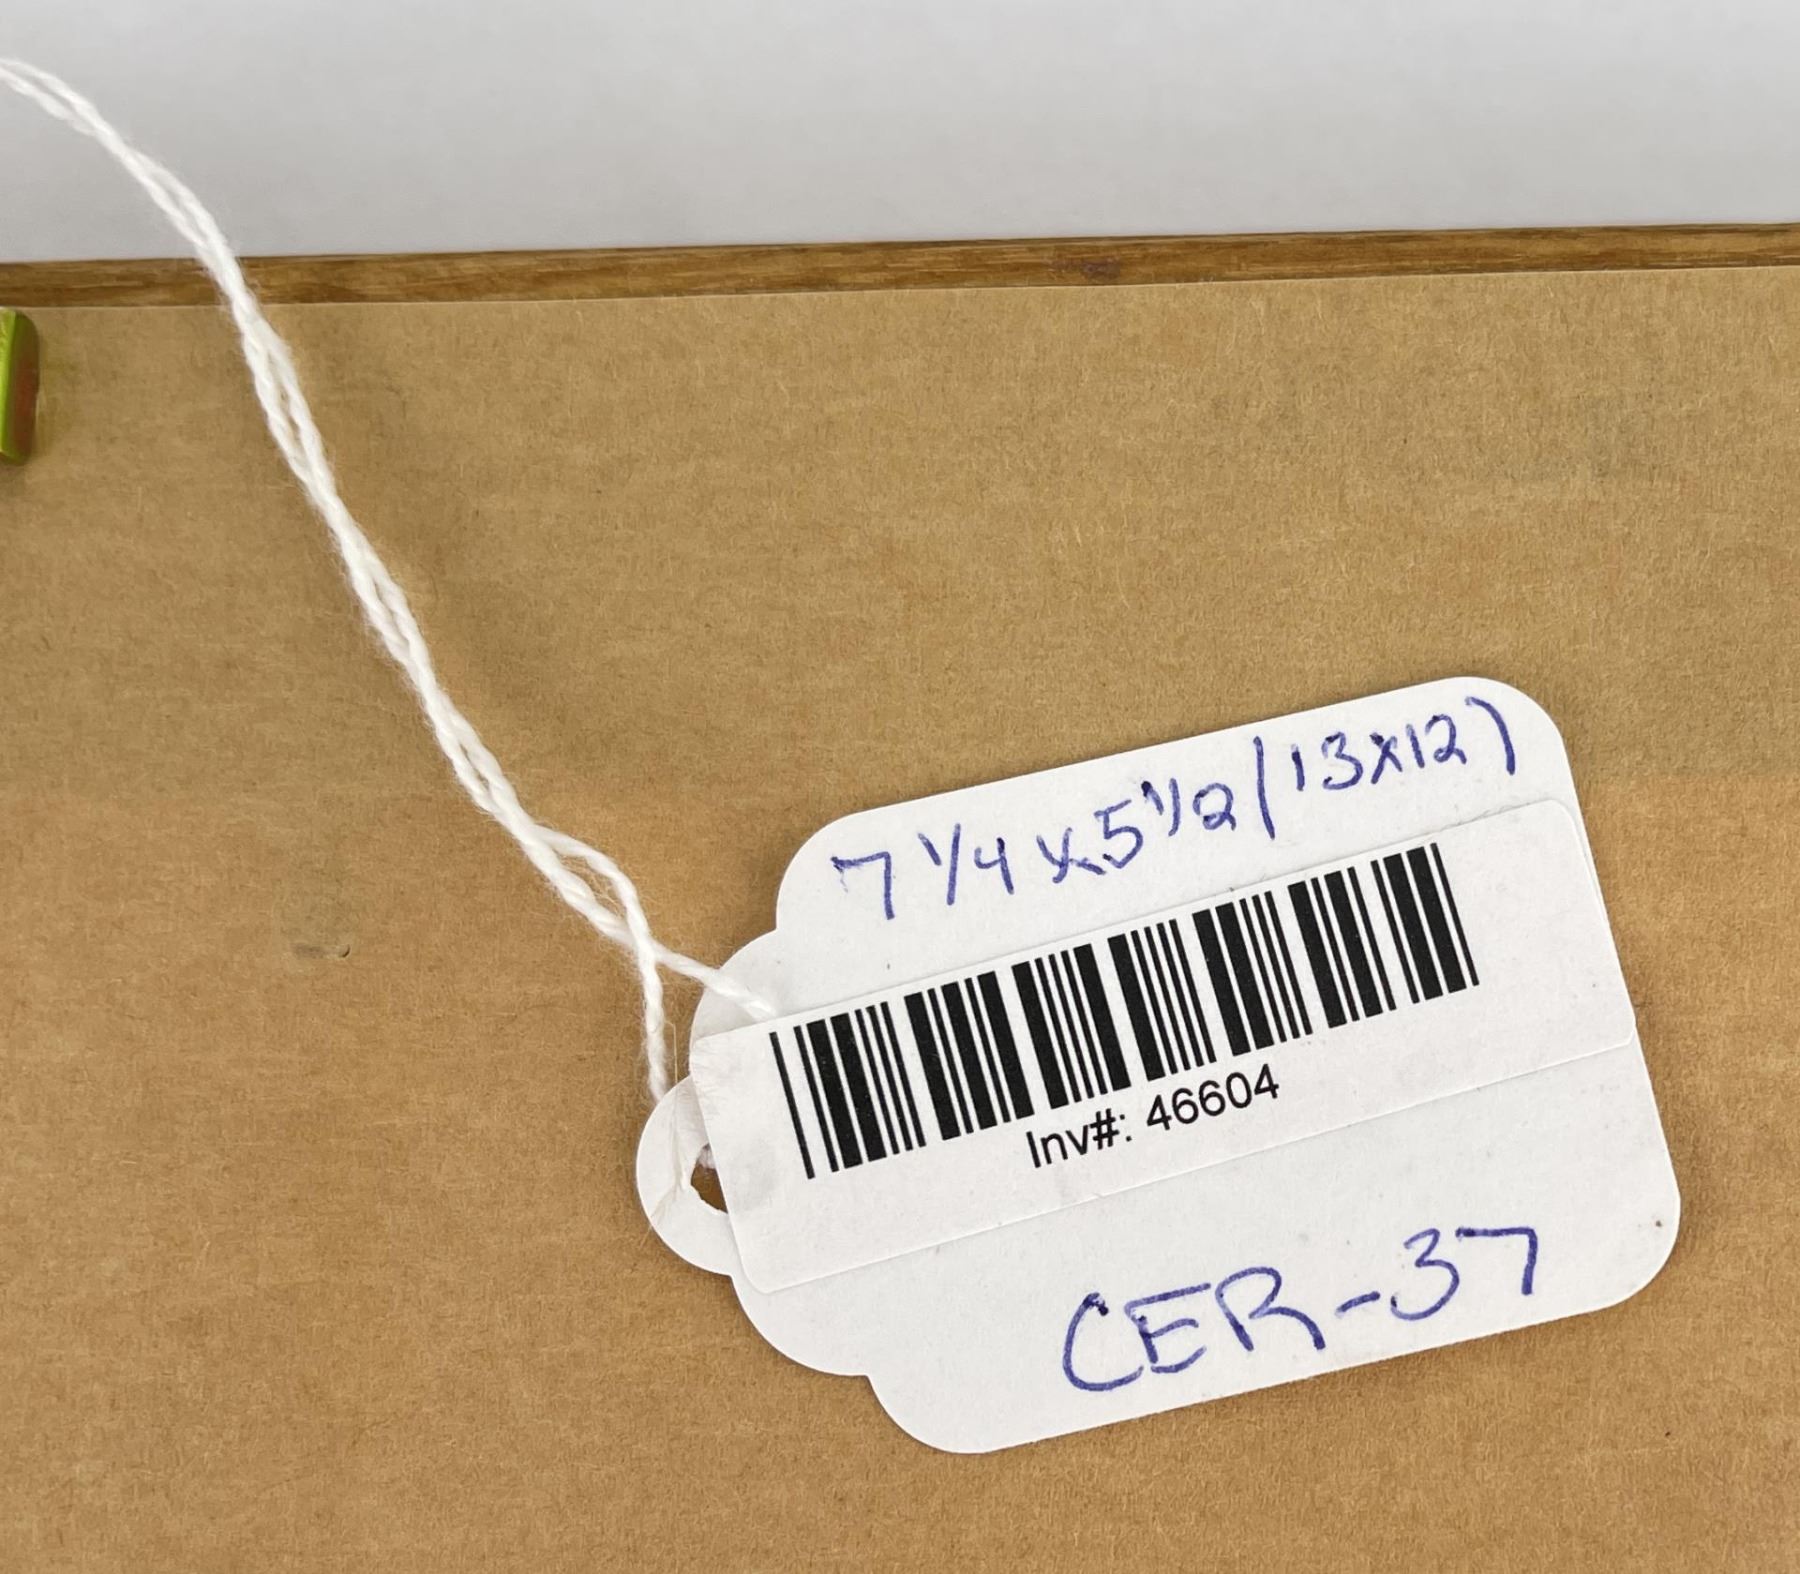 7 1/4 x 5 1/2 (13x12)
Inv#: 46604
CER-37